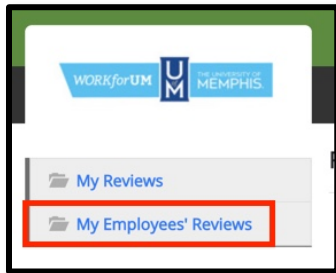 WORKforUM
UM
THE UNIVERSITY OF
MEMPHIS.
My Reviews
My Employees' Reviews